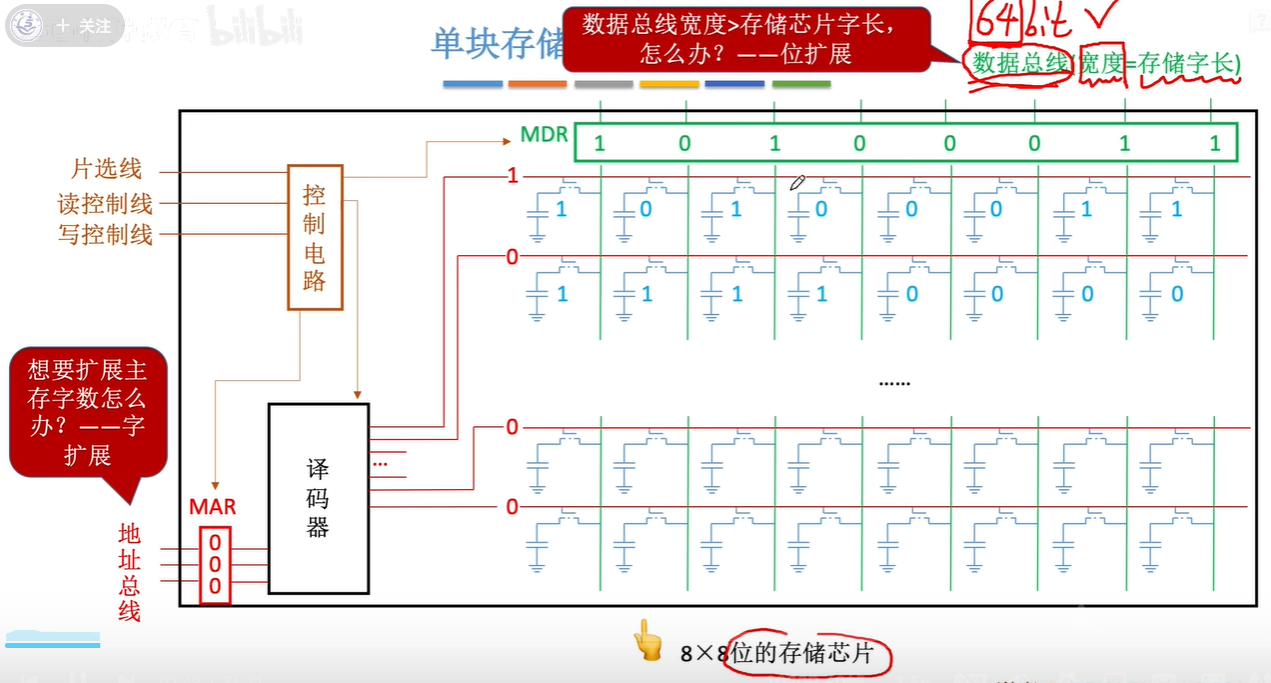 + 关注
bilibili
单块存储
数据总线宽度>存储芯片字长，
怎么办？——位扩展
64bit ✓
数据总线(宽度=存储字长)
MDR 1 0 1 0 0 0 1 1
片选线
读控制线
写控制线
控制电路
1
1 0 1 0 0 0 1 1
0
1 1 1 1 0 0 0 0
......
0
0
想要扩展主
存字数怎么
办？——字
扩展
译码器
...
MAR
0
0
0
地址总线
8×8位的存储芯片